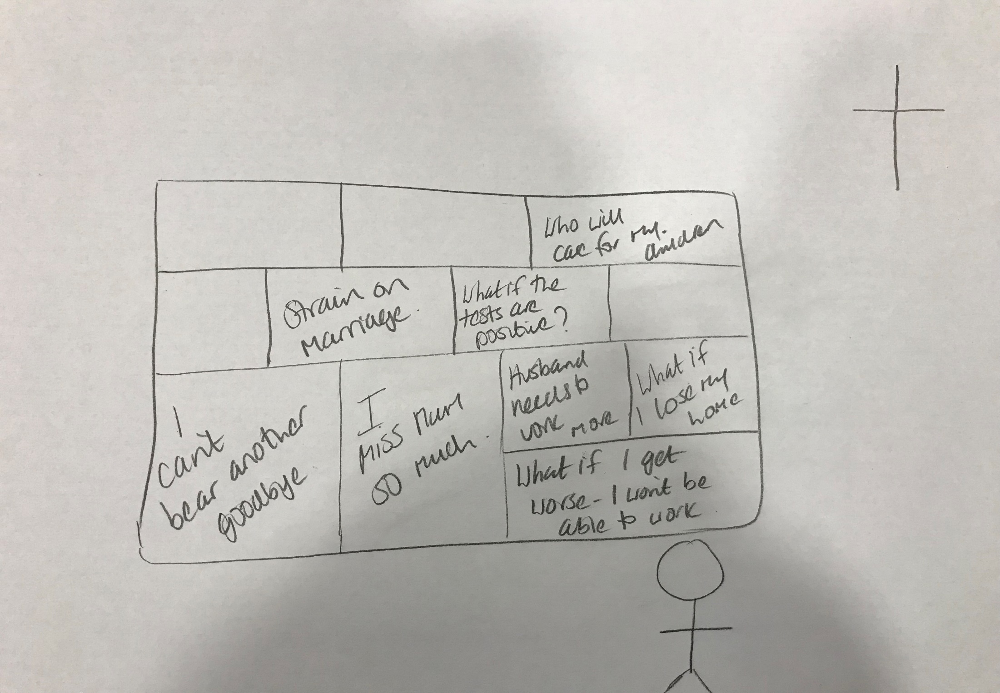 Who will
care for my
children
Strain on
Marriage.
What if the
tests are
positive?
I
can't
bear another
goodbye.
I
Miss Mum
so much.
Husband
needs to
work more
What if
I lose my
home
What if I get
worse - I won't be
able to work.